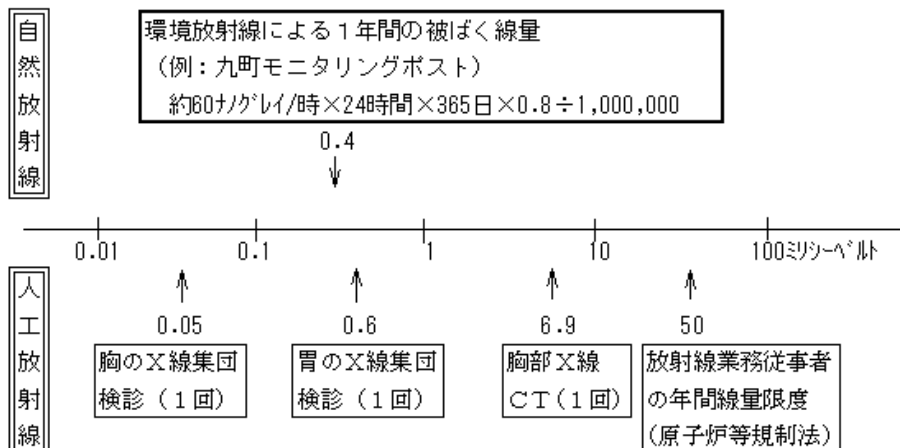 自然放射線
環境放射線による１年間の被ばく線量
（例：九町モニタリングポスト）
約60ﾅﾉｸﾞﾚｲ/時×24時間×365日×0.8÷1,000,000
0.4
0.01 0.1 1 10 100ﾐﾘｼｰﾍﾞﾙﾄ
人工放射線
0.05 0.6 6.9 50
胸のＸ線集団
検診（１回）
胃のＸ線集団
検診（１回）
胸部Ｘ線
ＣＴ(１回)
放射線業務従事者
の年間線量限度
(原子炉等規制法)